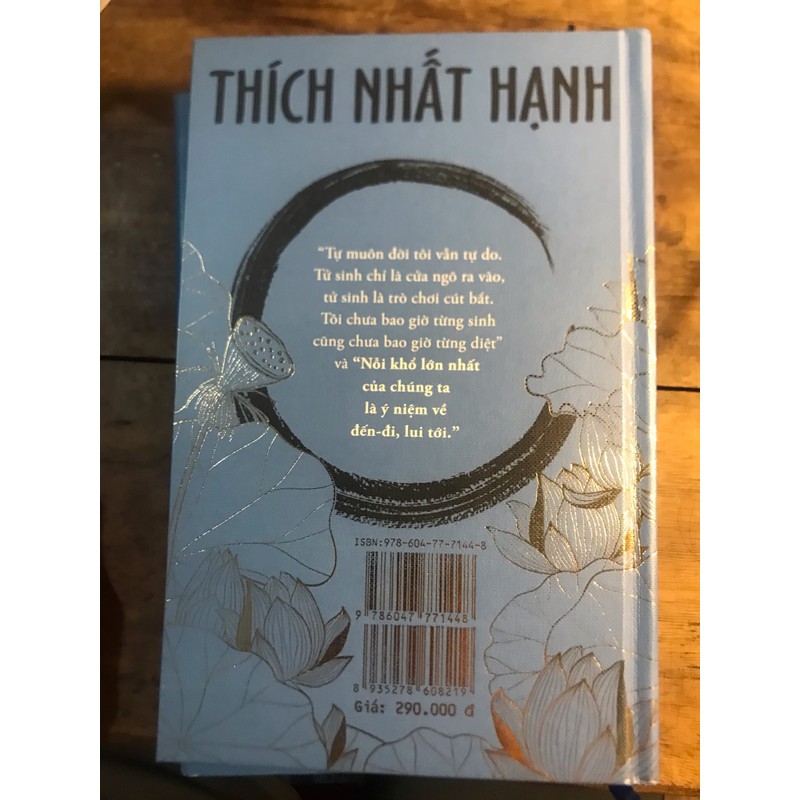 THÍCH NHẤT HẠNH
“Tự muôn đời tôi vẫn tự do.
Tử sinh chỉ là cửa ngõ ra vào,
tử sinh là trò chơi cút bắt.
Tôi chưa bao giờ từng sinh
cũng chưa bao giờ từng diệt”
và “Nỗi khổ lớn nhất
của chúng ta
là ý niệm về
đến-đi, lui tới.”
ISBN:978-604-77-7144-8
9 786047 771448
8 935278 608219
Giá: 290.000 đ